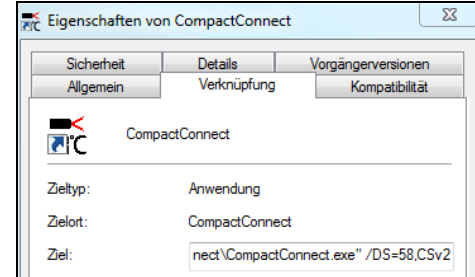 Eigenschaften von CompactConnect
Sicherheit Details Vorgängerversionen
Allgemein Verknüpfung Kompatibilität
°C CompactConnect
Zieltyp: Anwendung
Zielort: CompactConnect
Ziel: nect\CompactConnect.exe" /DS=58,CSv2